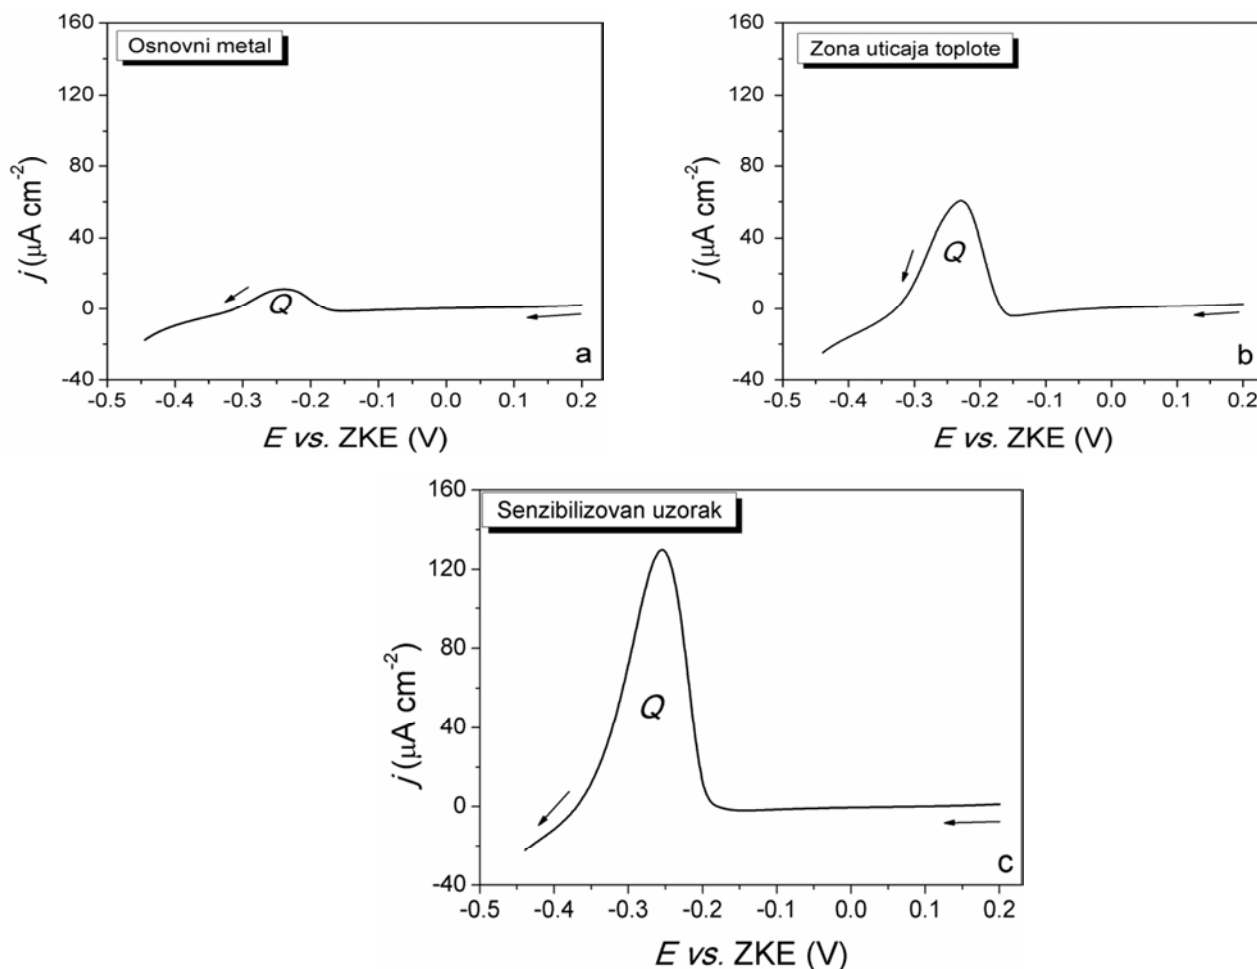 Osnovni metal
160
120
80
40
0
-40
j (μA cm⁻²)
Q
a
-0.5 -0.4 -0.3 -0.2 -0.1 0.0 0.1 0.2
E vs. ZKE (V)
Zona uticaja toplote
160
120
80
40
0
-40
j (μA cm⁻²)
Q
b
-0.5 -0.4 -0.3 -0.2 -0.1 0.0 0.1 0.2
E vs. ZKE (V)
Senzibilizovan uzorak
160
120
80
40
0
-40
j (μA cm⁻²)
Q
c
-0.5 -0.4 -0.3 -0.2 -0.1 0.0 0.1 0.2
E vs. ZKE (V)